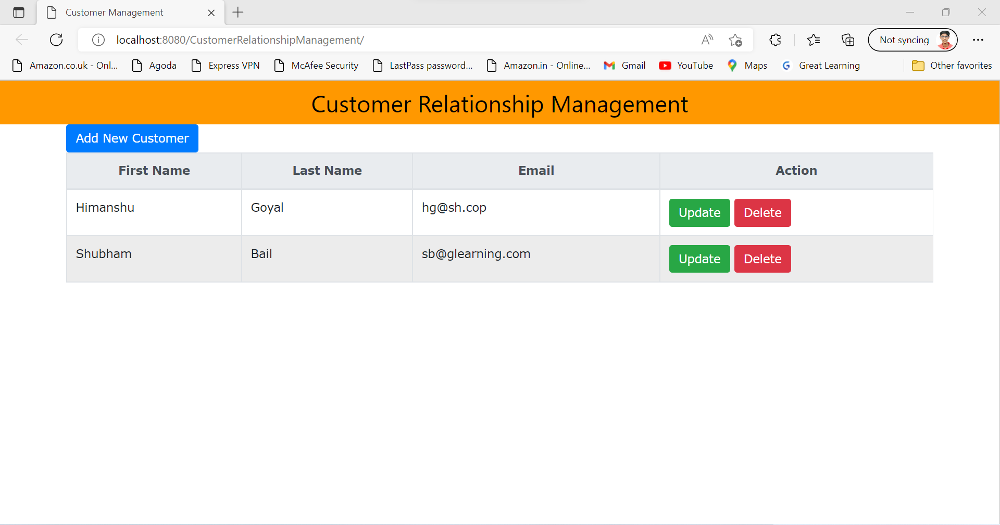 Customer Management
localhost:8080/CustomerRelationshipManagement/
Not syncing
Amazon.co.uk - Onl... Agoda Express VPN McAfee Security LastPass password... Amazon.in - Online... Gmail YouTube Maps Great Learning Other favorites
Customer Relationship Management
Add New Customer
First Name Last Name Email Action
Himanshu Goyal hg@sh.cop Update Delete
Shubham Bail sb@glearning.com Update Delete